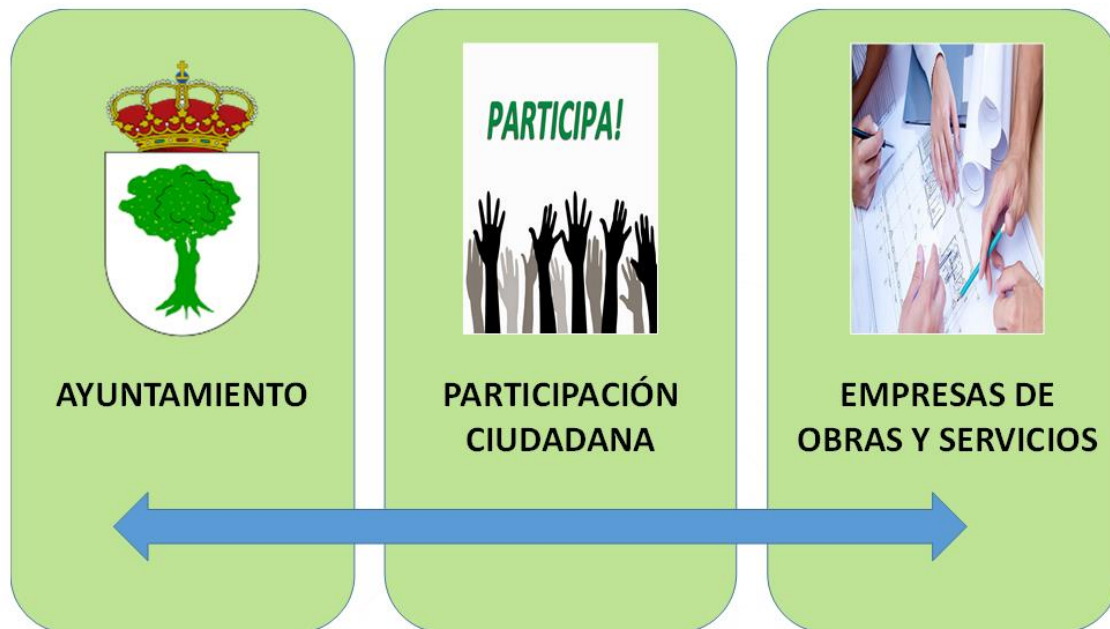 PARTICIPA!
AYUNTAMIENTO
PARTICIPACIÓN
CIUDADANA
EMPRESAS DE
OBRAS Y SERVICIOS